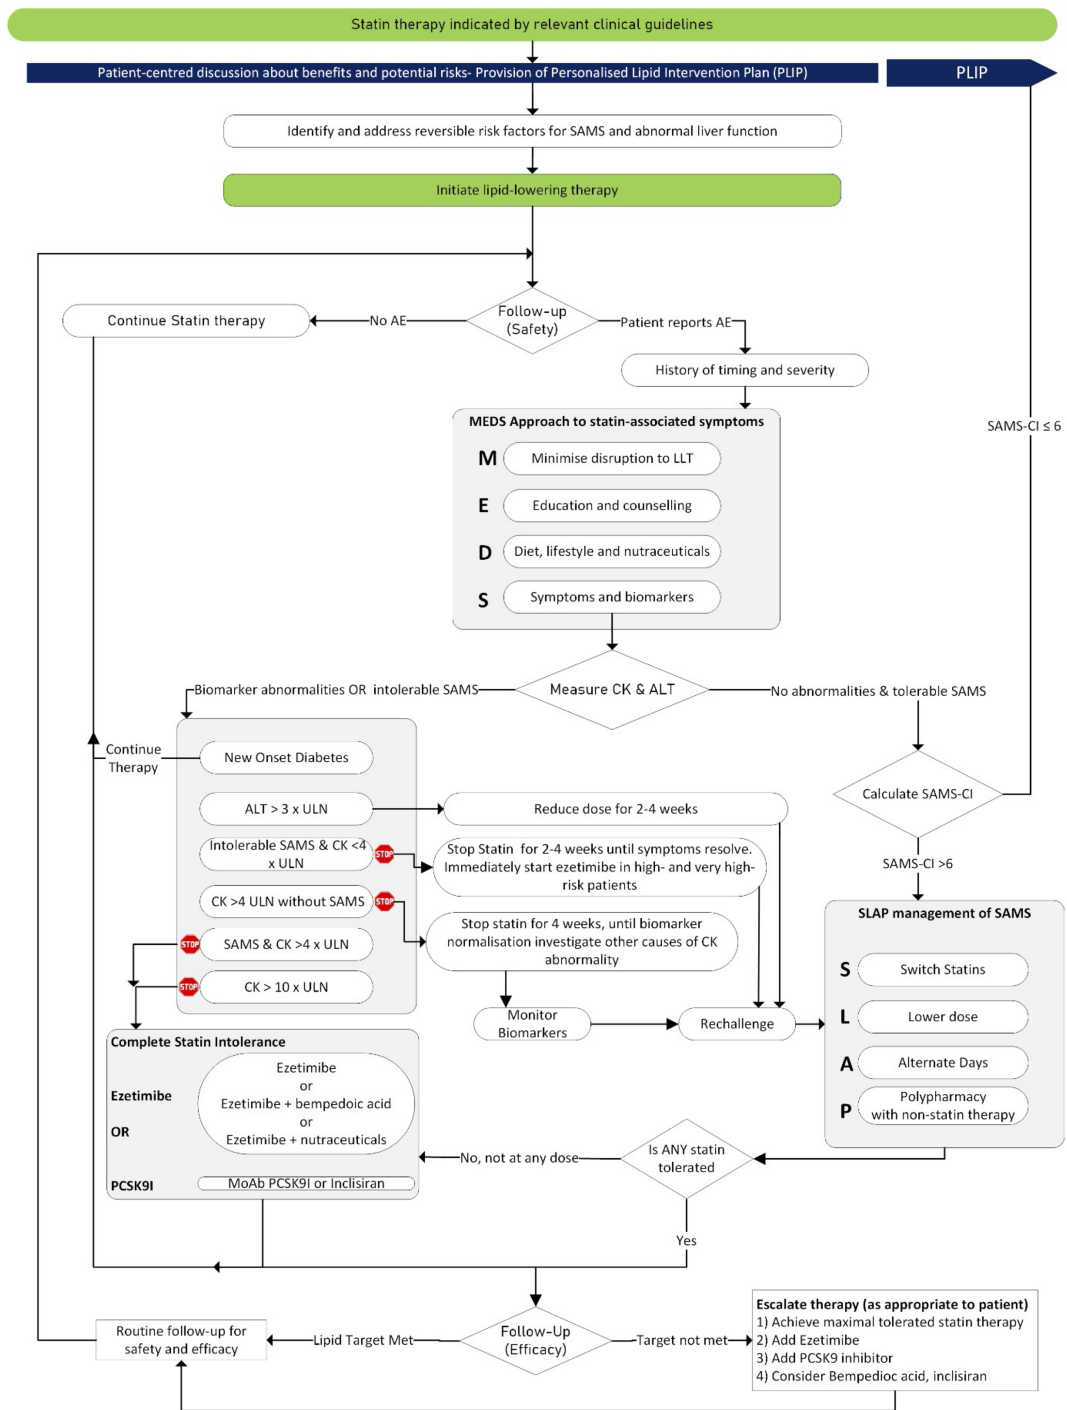 Statin therapy indicated by relevant clinical guidelines
Patient-centred discussion about benefits and potential risks- Provision of Personalised Lipid Intervention Plan (PLIP)
PLIP
Identify and address reversible risk factors for SAMS and abnormal liver function
Initiate lipid-lowering therapy
Continue Statin therapy
No AE
Follow-up
(Safety)
Patient reports AE
History of timing and severity
MEDS Approach to statin-associated symptoms
M Minimise disruption to LLT
E Education and counselling
D Diet, lifestyle and nutraceuticals
S Symptoms and biomarkers
SAMS-CI ≤ 6
Biomarker abnormalities OR intolerable SAMS
Measure CK & ALT
No abnormalities & tolerable SAMS
Continue
Therapy
New Onset Diabetes
ALT > 3 x ULN
Reduce dose for 2-4 weeks
Intolerable SAMS & CK <4
x ULN
STOP
Stop Statin for 2-4 weeks until symptoms resolve.
Immediately start ezetimibe in high- and very high-
risk patients
CK >4 ULN without SAMS
STOP
Stop statin for 4 weeks, until biomarker
normalisation investigate other causes of CK
abnormality
STOP
SAMS & CK >4 x ULN
STOP
CK > 10 x ULN
Monitor
Biomarkers
Rechallenge
Calculate SAMS-CI
SAMS-CI >6
SLAP management of SAMS
S Switch Statins
L Lower dose
A Alternate Days
P Polypharmacy
with non-statin therapy
Complete Statin Intolerance
Ezetimibe
OR
Ezetimibe
or
Ezetimibe + bempedoic acid
or
Ezetimibe + nutraceuticals
PCSK9I
MoAb PCSK9I or Inclisiran
No, not at any dose
Is ANY statin
tolerated
Yes
Routine follow-up for
safety and efficacy
Lipid Target Met
Follow-Up
(Efficacy)
Target not met
Escalate therapy (as appropriate to patient)
1) Achieve maximal tolerated statin therapy
2) Add Ezetimibe
3) Add PCSK9 inhibitor
4) Consider Bempedioc acid, inclisiran